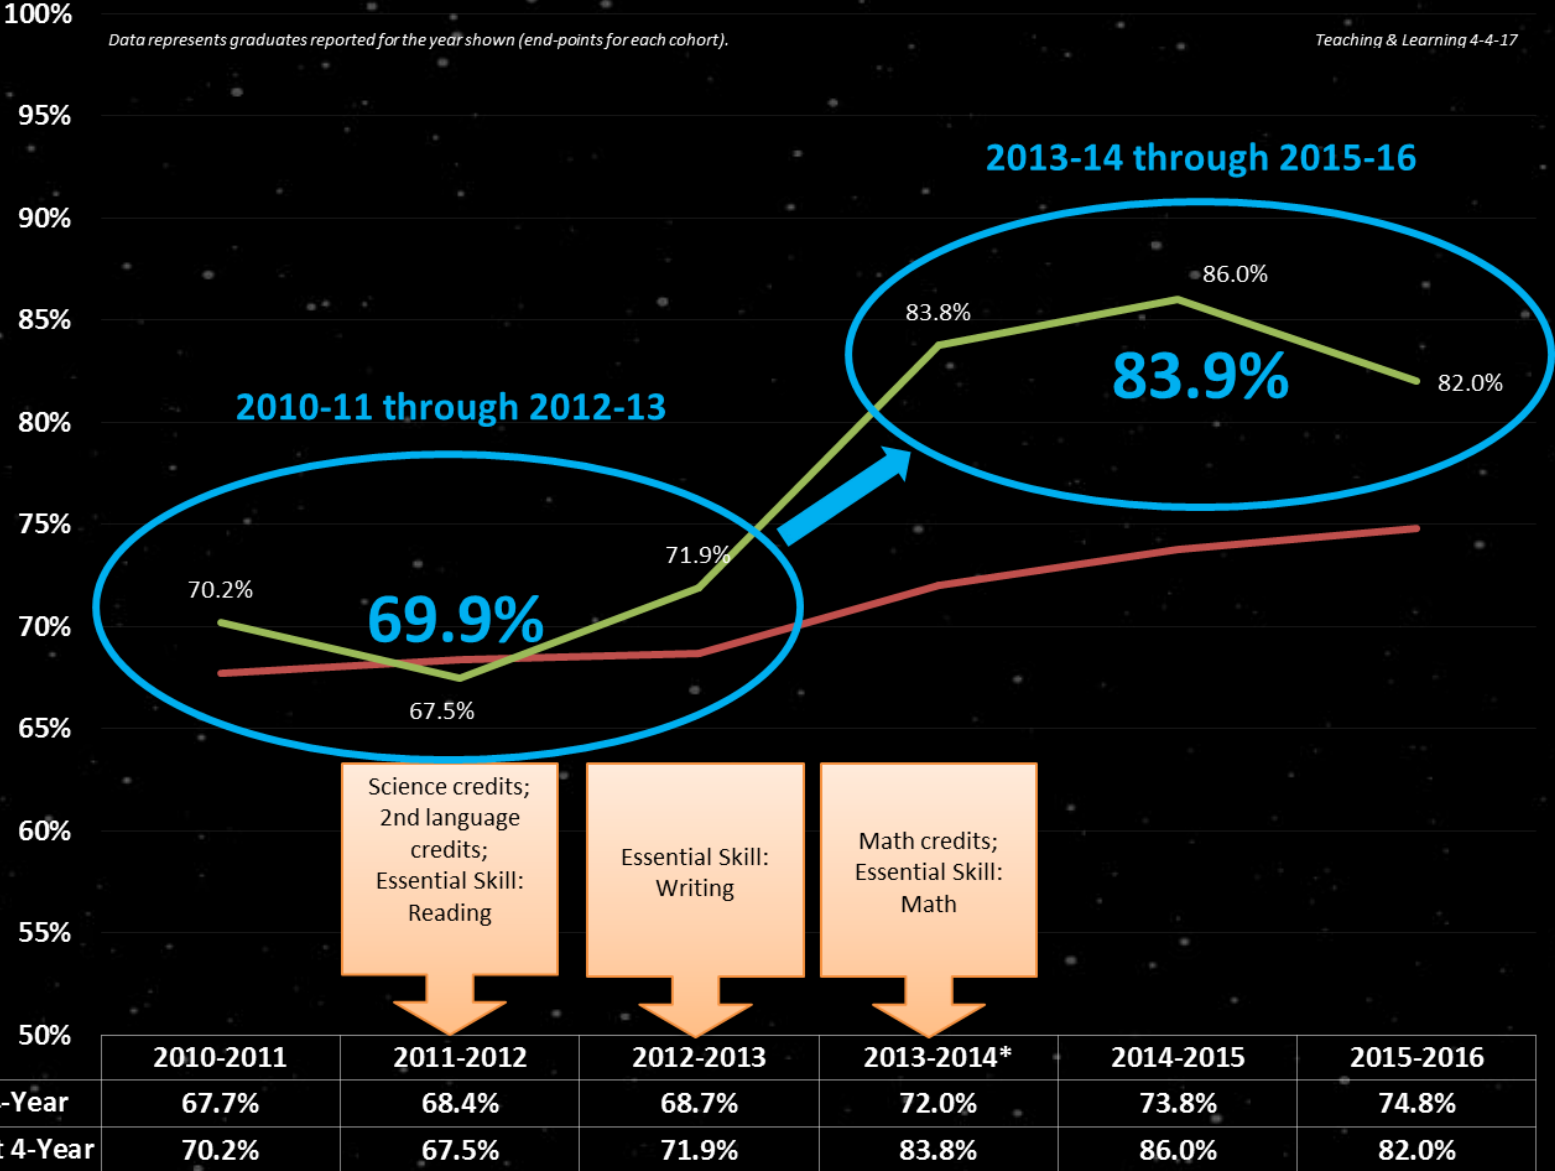 100%
Data represents graduates reported for the year shown (end-points for each cohort).
Teaching & Learning 4-4-17
95%
2013-14 through 2015-16
90%
86.0%
85%
83.8%
83.9%
82.0%
2010-11 through 2012-13
80%
75%
71.9%
70.2%
69.9%
70%
67.5%
65%
Science credits;
2nd language
credits;
Essential Skill:
Reading
Essential Skill:
Writing
Math credits;
Essential Skill:
Math
60%
55%
50%
2010-2011 2011-2012 2012-2013 2013-2014* 2014-2015 2015-2016
-Year 67.7% 68.4% 68.7% 72.0% 73.8% 74.8%
4-Year 70.2% 67.5% 71.9% 83.8% 86.0% 82.0%